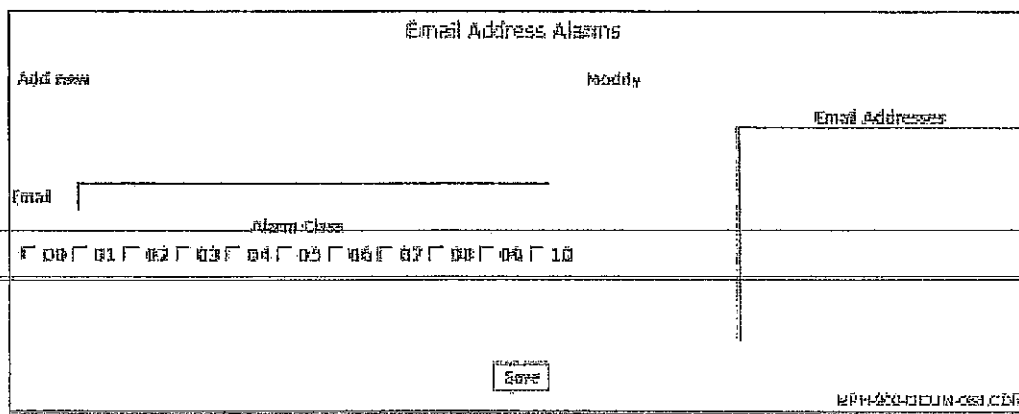 Email Address Alarms
Add new
Modify
Email Addresses
Email
Alarm Class
00 01 02 03 04 05 06 07 08 09 10
Save